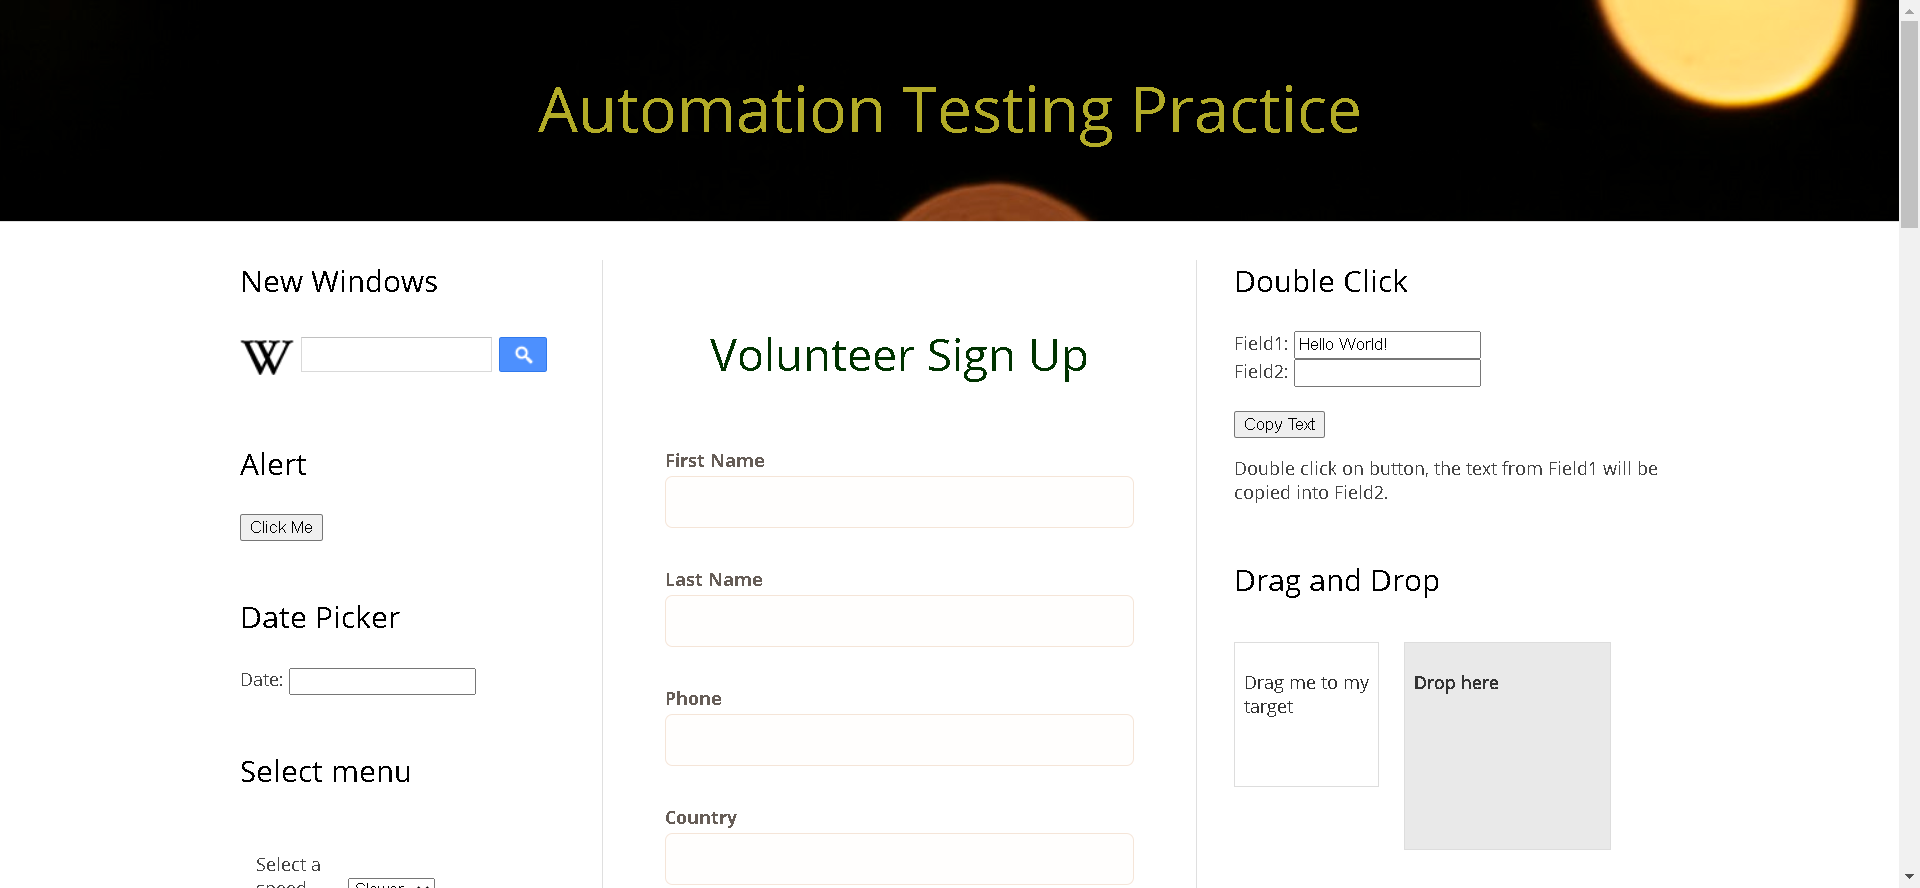 Automation Testing Practice
New Windows
W
Alert
Click Me
Date Picker
Date:
Select menu
Select a
speed
Slower
Volunteer Sign Up
First Name
Last Name
Phone
Country
Double Click
Field1: Hello World!
Field2:
Copy Text
Double click on button, the text from Field1 will be
copied into Field2.
Drag and Drop
Drag me to my
target
Drop here